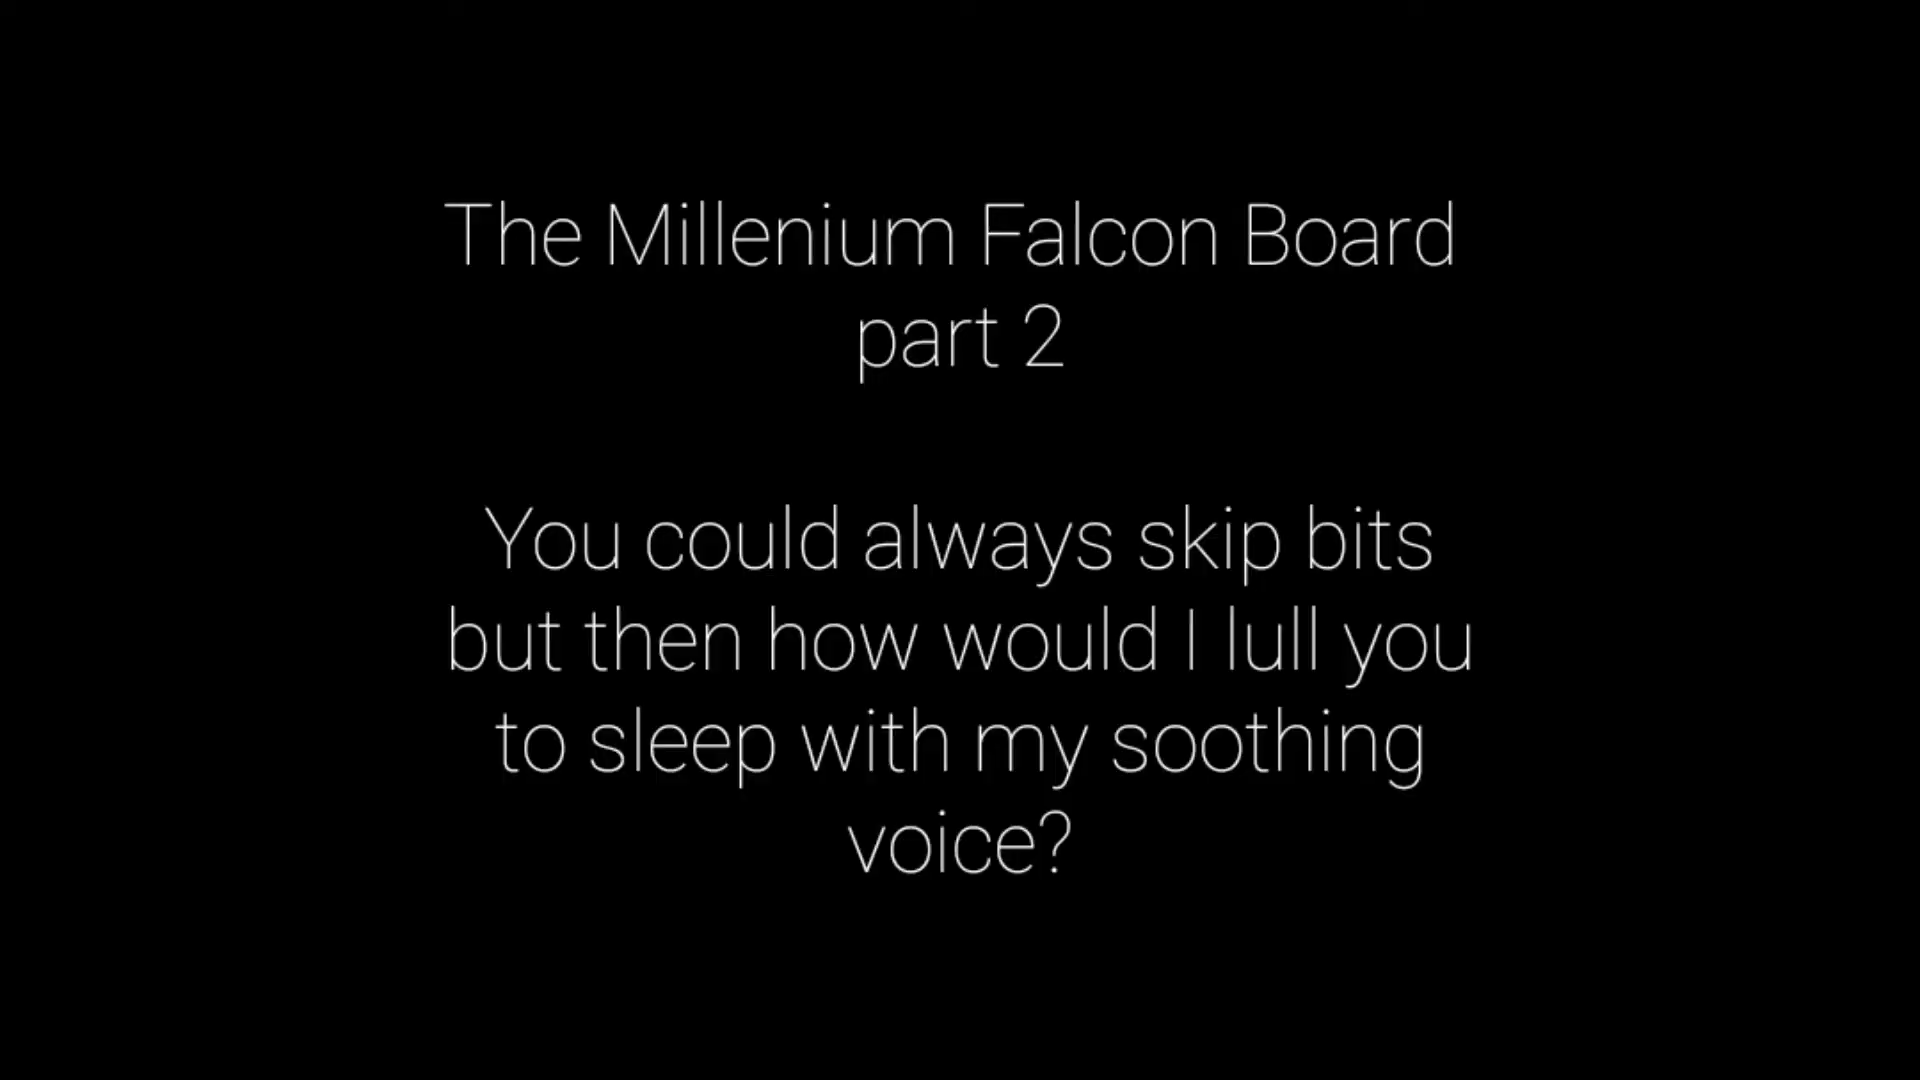 The Millenium Falcon Board
part 2
You could always skip bits
but then how would I lull you
to sleep with my soothing
voice?